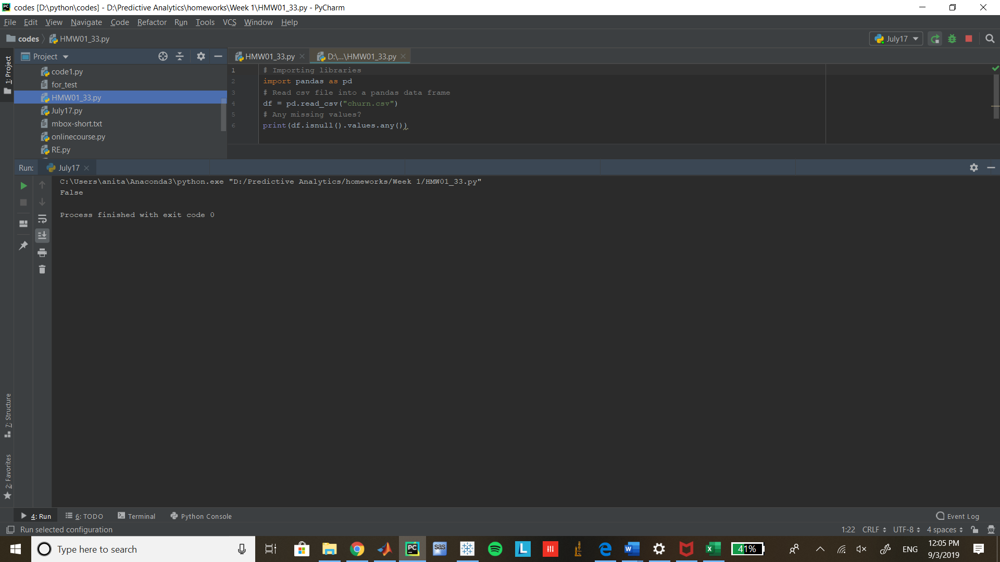 codes [D:\python\codes] - D:\Predictive Analytics\homeworks\Week 1\HMW01_33.py - PyCharm
File Edit View Navigate Code Refactor Run Tools VCS Window Help
codes HMW01_33.py
July17
1: Project
Project
code1.py
for_test
HMW01_33.py
July17.py
mbox-short.txt
onlinecourse.py
RE.py
HMW01_33.py
D:\...\HMW01_33.py
1 # Importing libraries
2 import pandas as pd
3 # Read csv file into a pandas data frame
4 df = pd.read_csv("churn.csv")
5 # Any missing values?
6 print(df.isnull().values.any())
Run: July17
C:\Users\anita\Anaconda3\python.exe "D:/Predictive Analytics/homeworks/Week 1/HMW01_33.py"
False
Process finished with exit code 0
7: Structure
2: Favorites
4: Run 6: TODO Terminal Python Console Event Log
Run selected configuration 1:22 CRLF UTF-8 4 spaces
Type here to search
PC
sas
L
W
X
41%
ENG
12:05 PM
9/3/2019